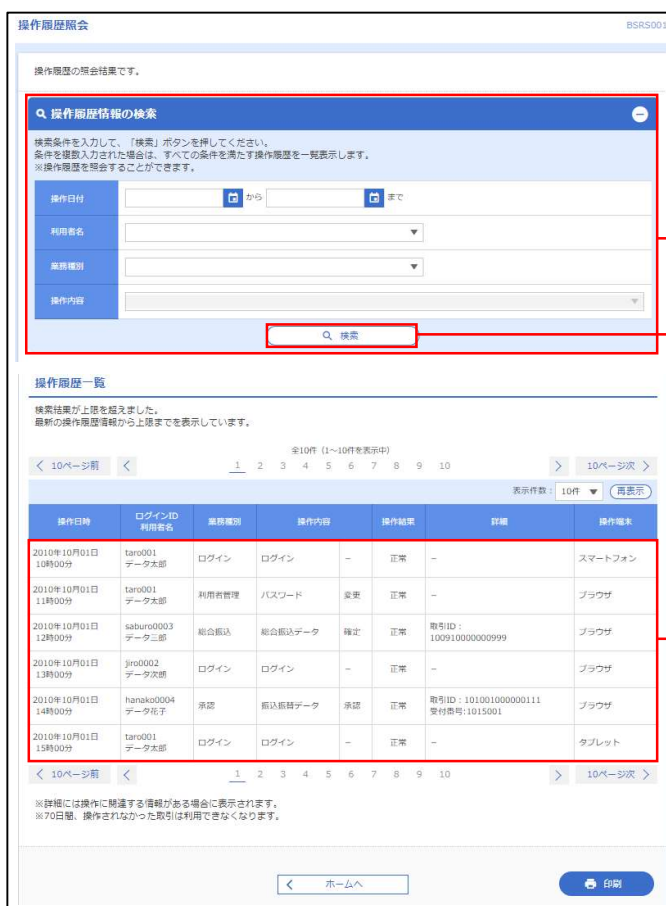 操作履歴照会
BSRS001
操作履歴の照会結果です。
操作履歴情報の検索
検索条件を入力して、「検索」ボタンを押してください。
条件を複数入力された場合は、すべての条件を満たす操作履歴を一覧表示します。
※操作履歴を照会することができます。
操作日付 から まで
利用者名
業務種別
操作内容
検索
操作履歴一覧
検索結果が上限を超えました。
最新の操作履歴情報から上限までを表示しています。
全10件 (1～10件を表示中)
< 10ページ前 < 1 2 3 4 5 6 7 8 9 10 > 10ページ次 >
表示件数： 10件 ▼ 再表示
操作日時 ログインID 業務種別 操作内容 操作結果 詳細 操作端末
利用者名
2010年10月01日 taro001 ログイン ログイン － 正常 － スマートフォン
10時00分 データ太郎
2010年10月01日 taro001 利用者管理 パスワード 変更 正常 － ブラウザ
11時00分 データ太郎
2010年10月01日 saburo0003 総合振込 総合振込データ 確定 正常 取引ID： ブラウザ
12時00分 データ三郎 100910000000999
2010年10月01日 jiro0002 ログイン ログイン － 正常 － ブラウザ
13時00分 データ次郎
2010年10月01日 hanako0004 承認 振込振替データ 承認 正常 取引ID：101001000000111 ブラウザ
14時00分 データ花子 受付番号:1015001
2010年10月01日 taro001 ログイン ログイン － 正常 － タブレット
15時00分 データ太郎
< 10ページ前 < 1 2 3 4 5 6 7 8 9 10 > 10ページ次 >
※詳細には操作に関連する情報がある場合に表示されます。
※70日間、操作されなかった取引は利用できなくなります。
< ホームへ
印刷